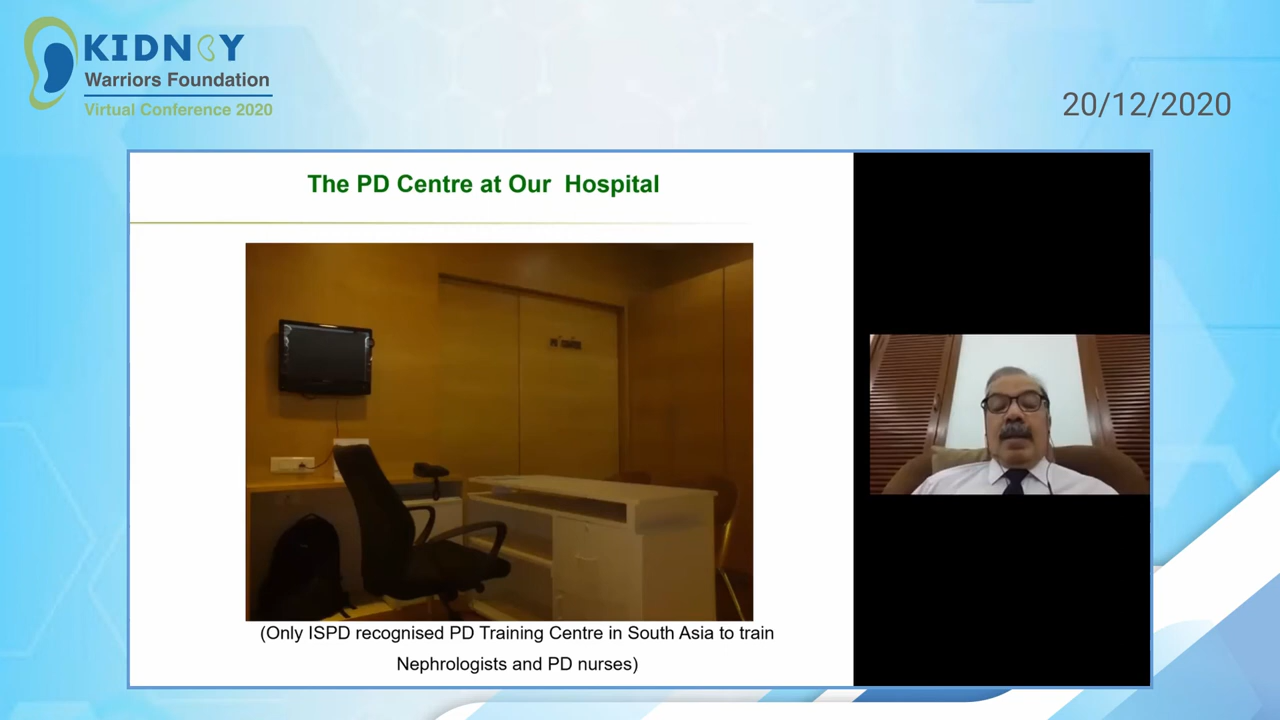 KIDNEY
Warriors Foundation
Virtual Conference 2020
20/12/2020
The PD Centre at Our Hospital
(Only ISPD recognised PD Training Centre in South Asia to train
Nephrologists and PD nurses)